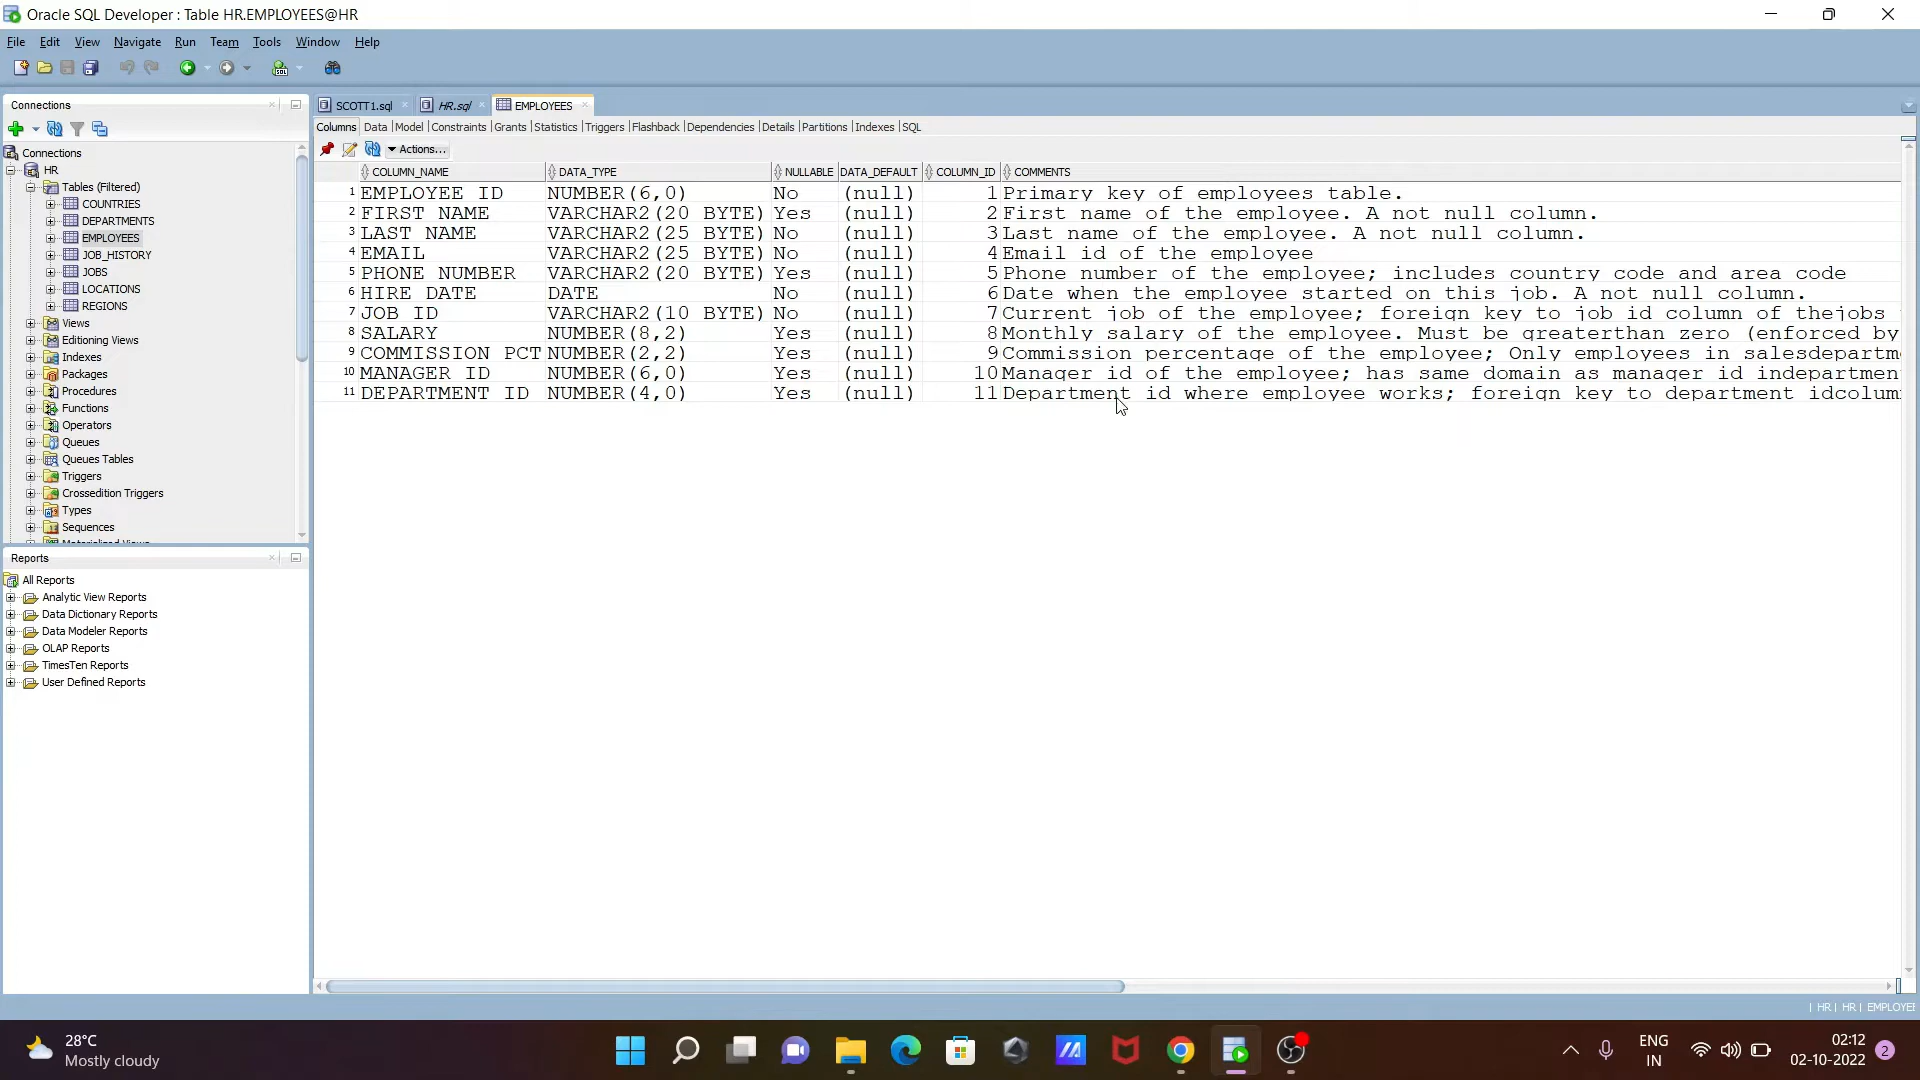 Oracle SQL Developer : Table HR.EMPLOYEES@HR
File Edit View Navigate Run Team Tools Window Help
Connections
Connections
HR
Tables (Filtered)
COUNTRIES
DEPARTMENTS
EMPLOYEES
JOB_HISTORY
JOBS
LOCATIONS
REGIONS
Views
Editioning Views
Indexes
Packages
Procedures
Functions
Operators
Queues
Queues Tables
Triggers
Crossedition Triggers
Types
Sequences
Reports
All Reports
Analytic View Reports
Data Dictionary Reports
Data Modeler Reports
OLAP Reports
TimesTen Reports
User Defined Reports
SCOTT1.sql HR.sql EMPLOYEES
Columns Data Model Constraints Grants Statistics Triggers Flashback Dependencies Details Partitions Indexes SQL
Actions...
COLUMN_NAME DATA_TYPE NULLABLE DATA_DEFAULT COLUMN_ID COMMENTS
1 EMPLOYEE_ID NUMBER(6,0) No (null) 1 Primary key of employees table.
2 FIRST_NAME VARCHAR2(20 BYTE) Yes (null) 2 First name of the employee. A not null column.
3 LAST_NAME VARCHAR2(25 BYTE) No (null) 3 Last name of the employee. A not null column.
4 EMAIL VARCHAR2(25 BYTE) No (null) 4 Email id of the employee
5 PHONE_NUMBER VARCHAR2(20 BYTE) Yes (null) 5 Phone number of the employee; includes country code and area code
6 HIRE_DATE DATE No (null) 6 Date when the employee started on this job. A not null column.
7 JOB_ID VARCHAR2(10 BYTE) No (null) 7 Current job of the employee; foreign key to job_id column of thejobs
8 SALARY NUMBER(8,2) Yes (null) 8 Monthly salary of the employee. Must be greaterthan zero (enforced by
9 COMMISSION_PCT NUMBER(2,2) Yes (null) 9 Commission percentage of the employee; Only employees in salesdepartm
10 MANAGER_ID NUMBER(6,0) Yes (null) 10 Manager id of the employee; has same domain as manager_id indepartmen
11 DEPARTMENT_ID NUMBER(4,0) Yes (null) 11 Department id where employee works; foreign key to department_idcolum
| HR | HR | EMPLOYEE
28°C
Mostly cloudy
ENG
IN
02:12
02-10-2022
2